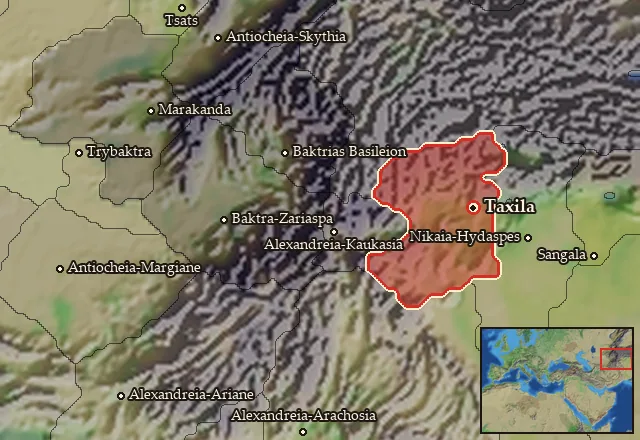 Tsats
Antiocheia-Skythia
Marakanda
Trybaktra
Baktrias Basileion
Taxila
Baktra-Zariaspa
Nikaia-Hydaspes
Alexandreia-Kaukasia
Sangala
Antiocheia-Margiane
Alexandreia-Ariane
Alexandreia-Arachosia